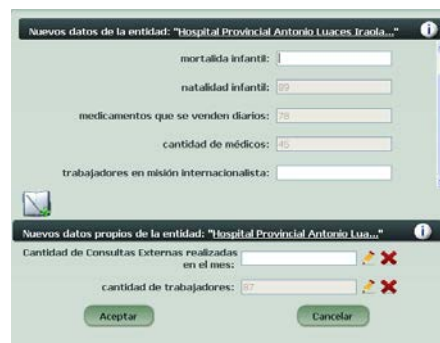 Nuevos datos de la entidad: "Hospital Provincial Antonio Luaces Iraola..."
mortalida infantil:
natalidad infantil: 89
medicamentos que se venden diarios: 78
cantidad de médicos: 45
trabajadores en misión internacionalista:
Nuevos datos propios de la entidad: "Hospital Provincial Antonio Lua..."
Cantidad de Consultas Externas realizadas
en el mes:
cantidad de trabajadores: 87
Aceptar Cancelar